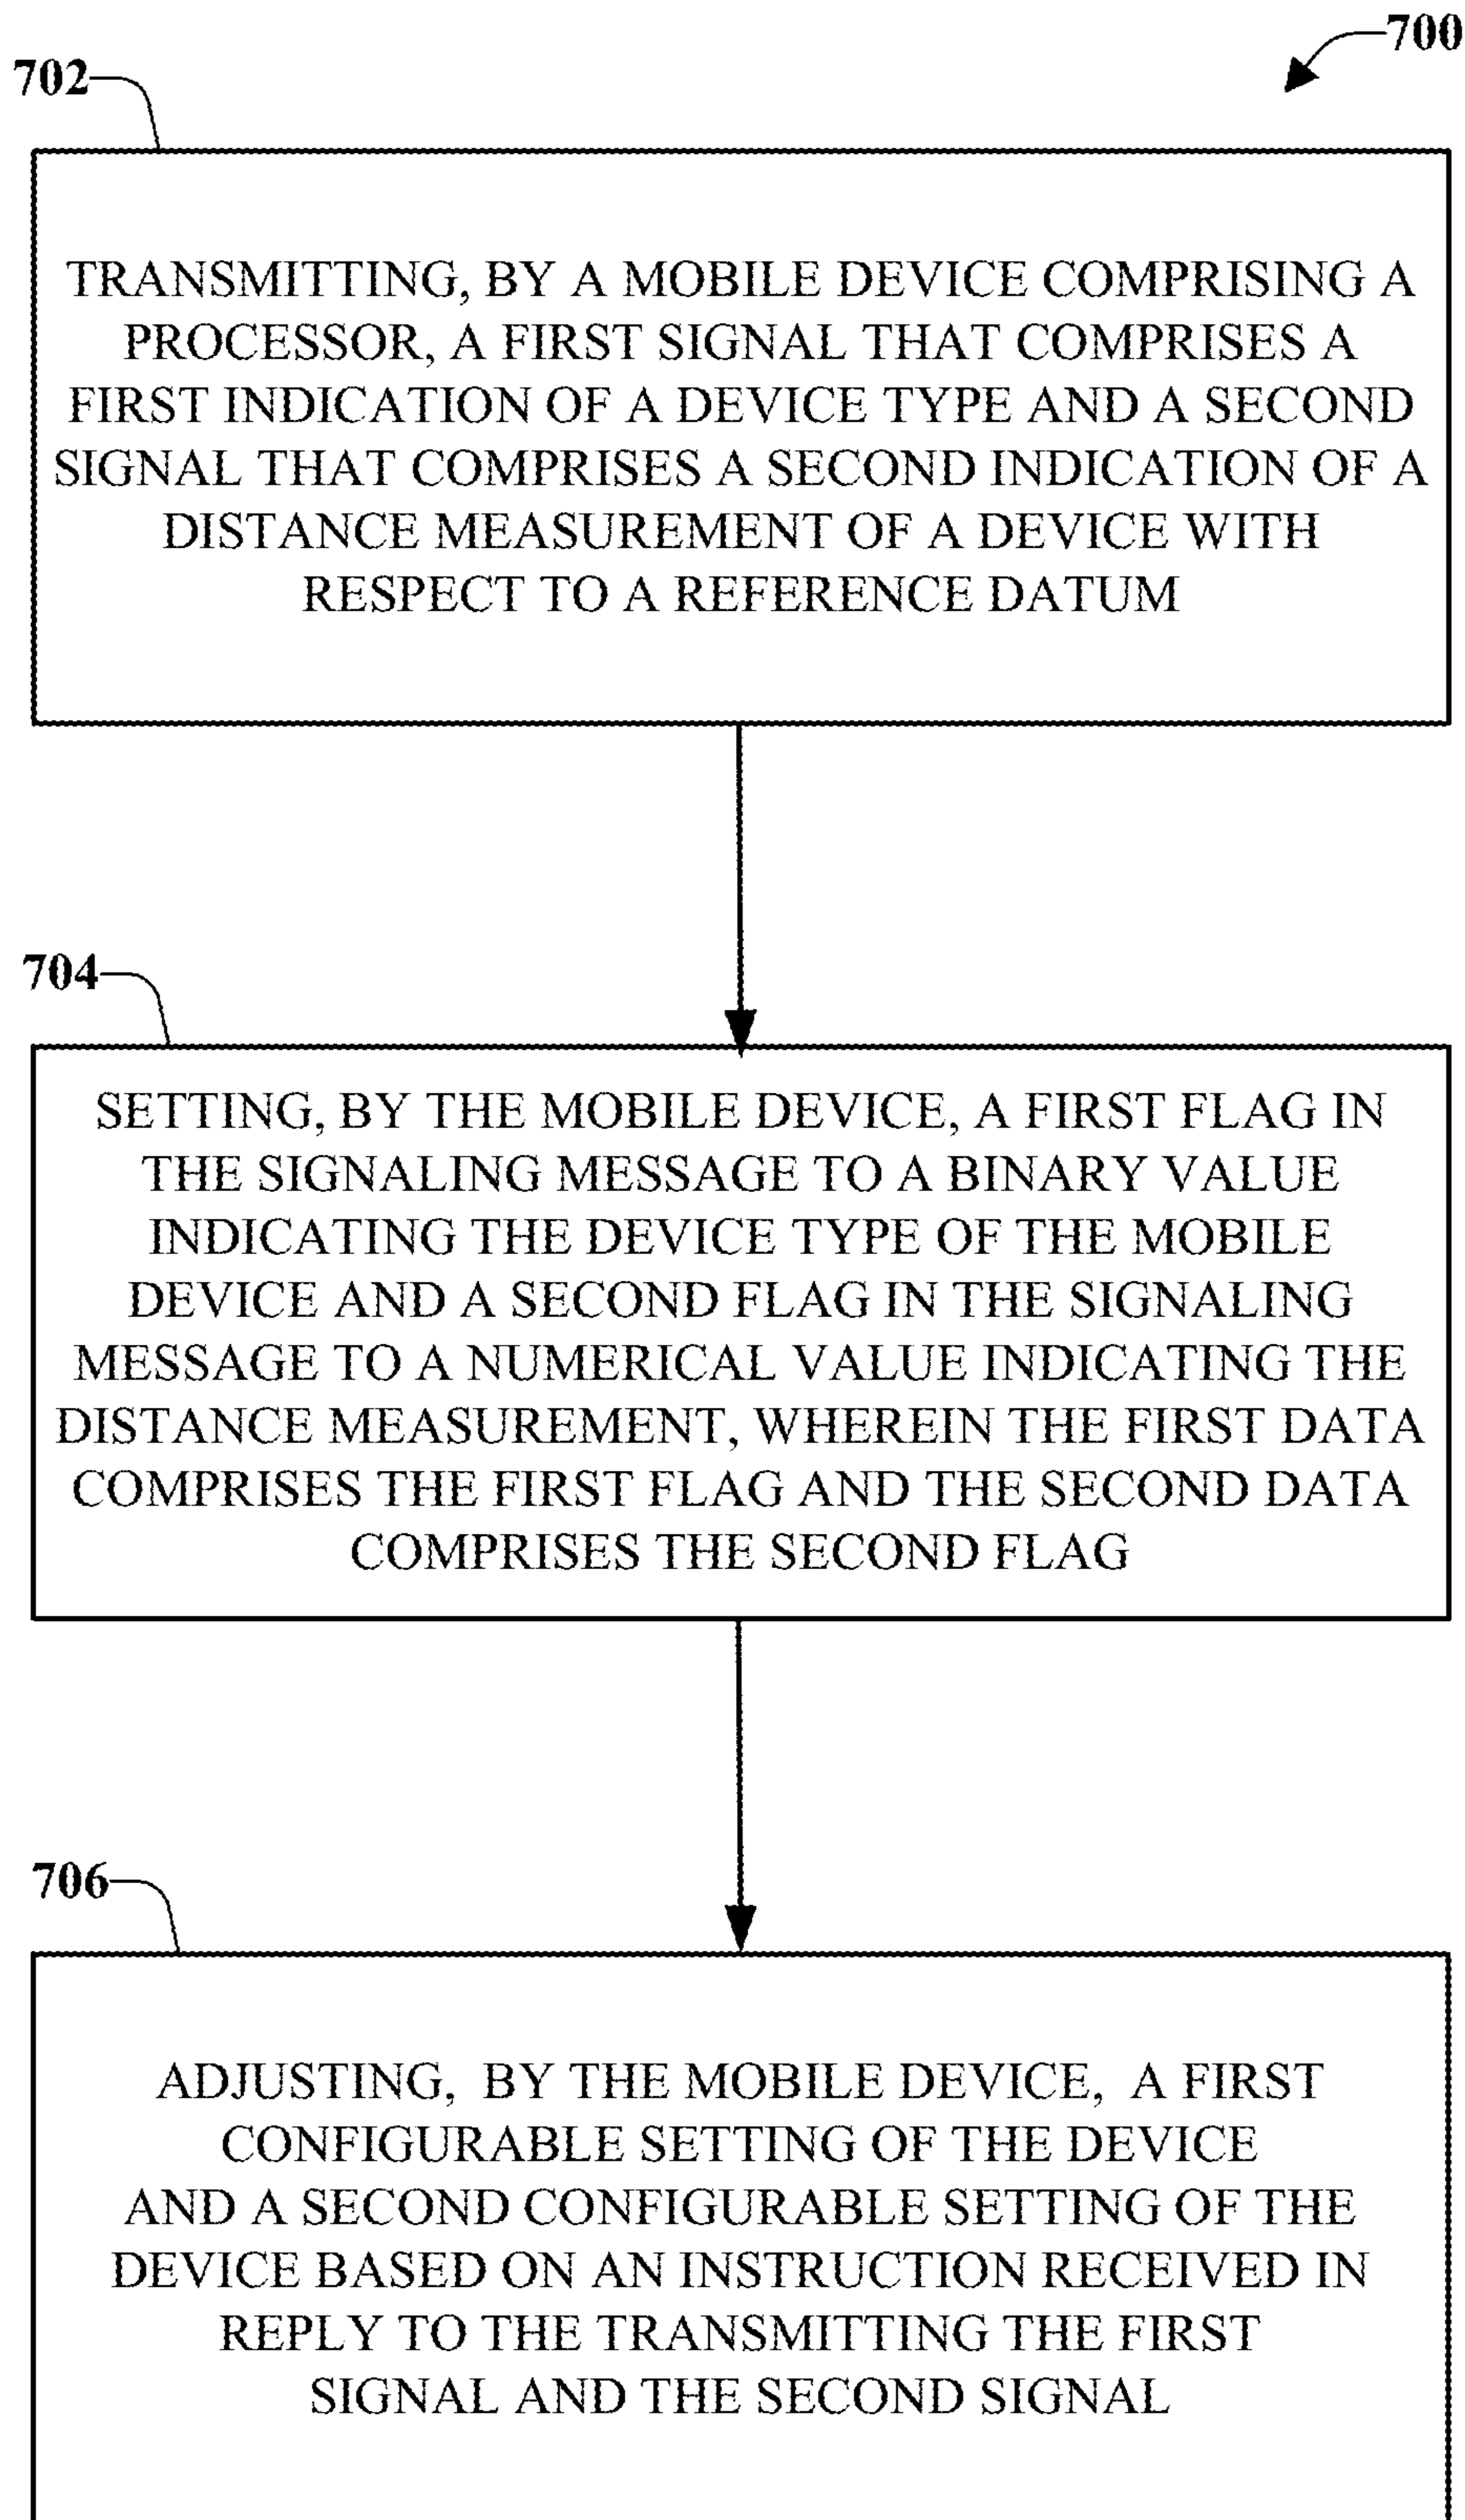 700
702
TRANSMITTING, BY A MOBILE DEVICE COMPRISING A
PROCESSOR, A FIRST SIGNAL THAT COMPRISES A
FIRST INDICATION OF A DEVICE TYPE AND A SECOND
SIGNAL THAT COMPRISES A SECOND INDICATION OF A
DISTANCE MEASUREMENT OF A DEVICE WITH
RESPECT TO A REFERENCE DATUM
704
SETTING, BY THE MOBILE DEVICE, A FIRST FLAG IN
THE SIGNALING MESSAGE TO A BINARY VALUE
INDICATING THE DEVICE TYPE OF THE MOBILE
DEVICE AND A SECOND FLAG IN THE SIGNALING
MESSAGE TO A NUMERICAL VALUE INDICATING THE
DISTANCE MEASUREMENT, WHEREIN THE FIRST DATA
COMPRISES THE FIRST FLAG AND THE SECOND DATA
COMPRISES THE SECOND FLAG
706
ADJUSTING, BY THE MOBILE DEVICE, A FIRST
CONFIGURABLE SETTING OF THE DEVICE
AND A SECOND CONFIGURABLE SETTING OF THE
DEVICE BASED ON AN INSTRUCTION RECEIVED IN
REPLY TO THE TRANSMITTING THE FIRST
SIGNAL AND THE SECOND SIGNAL